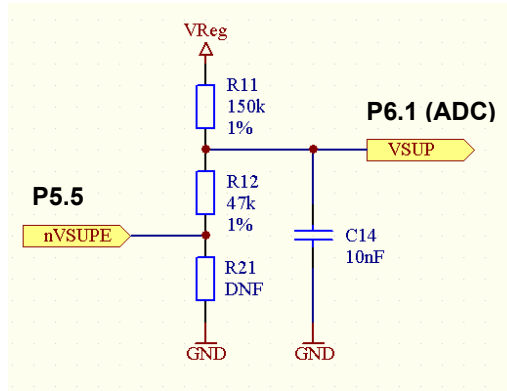 VReg
R11
150k
1%
P6.1 (ADC)
VSUP
R12
47k
1%
P5.5
nVSUPE
C14
10nF
R21
DNF
GND
GND